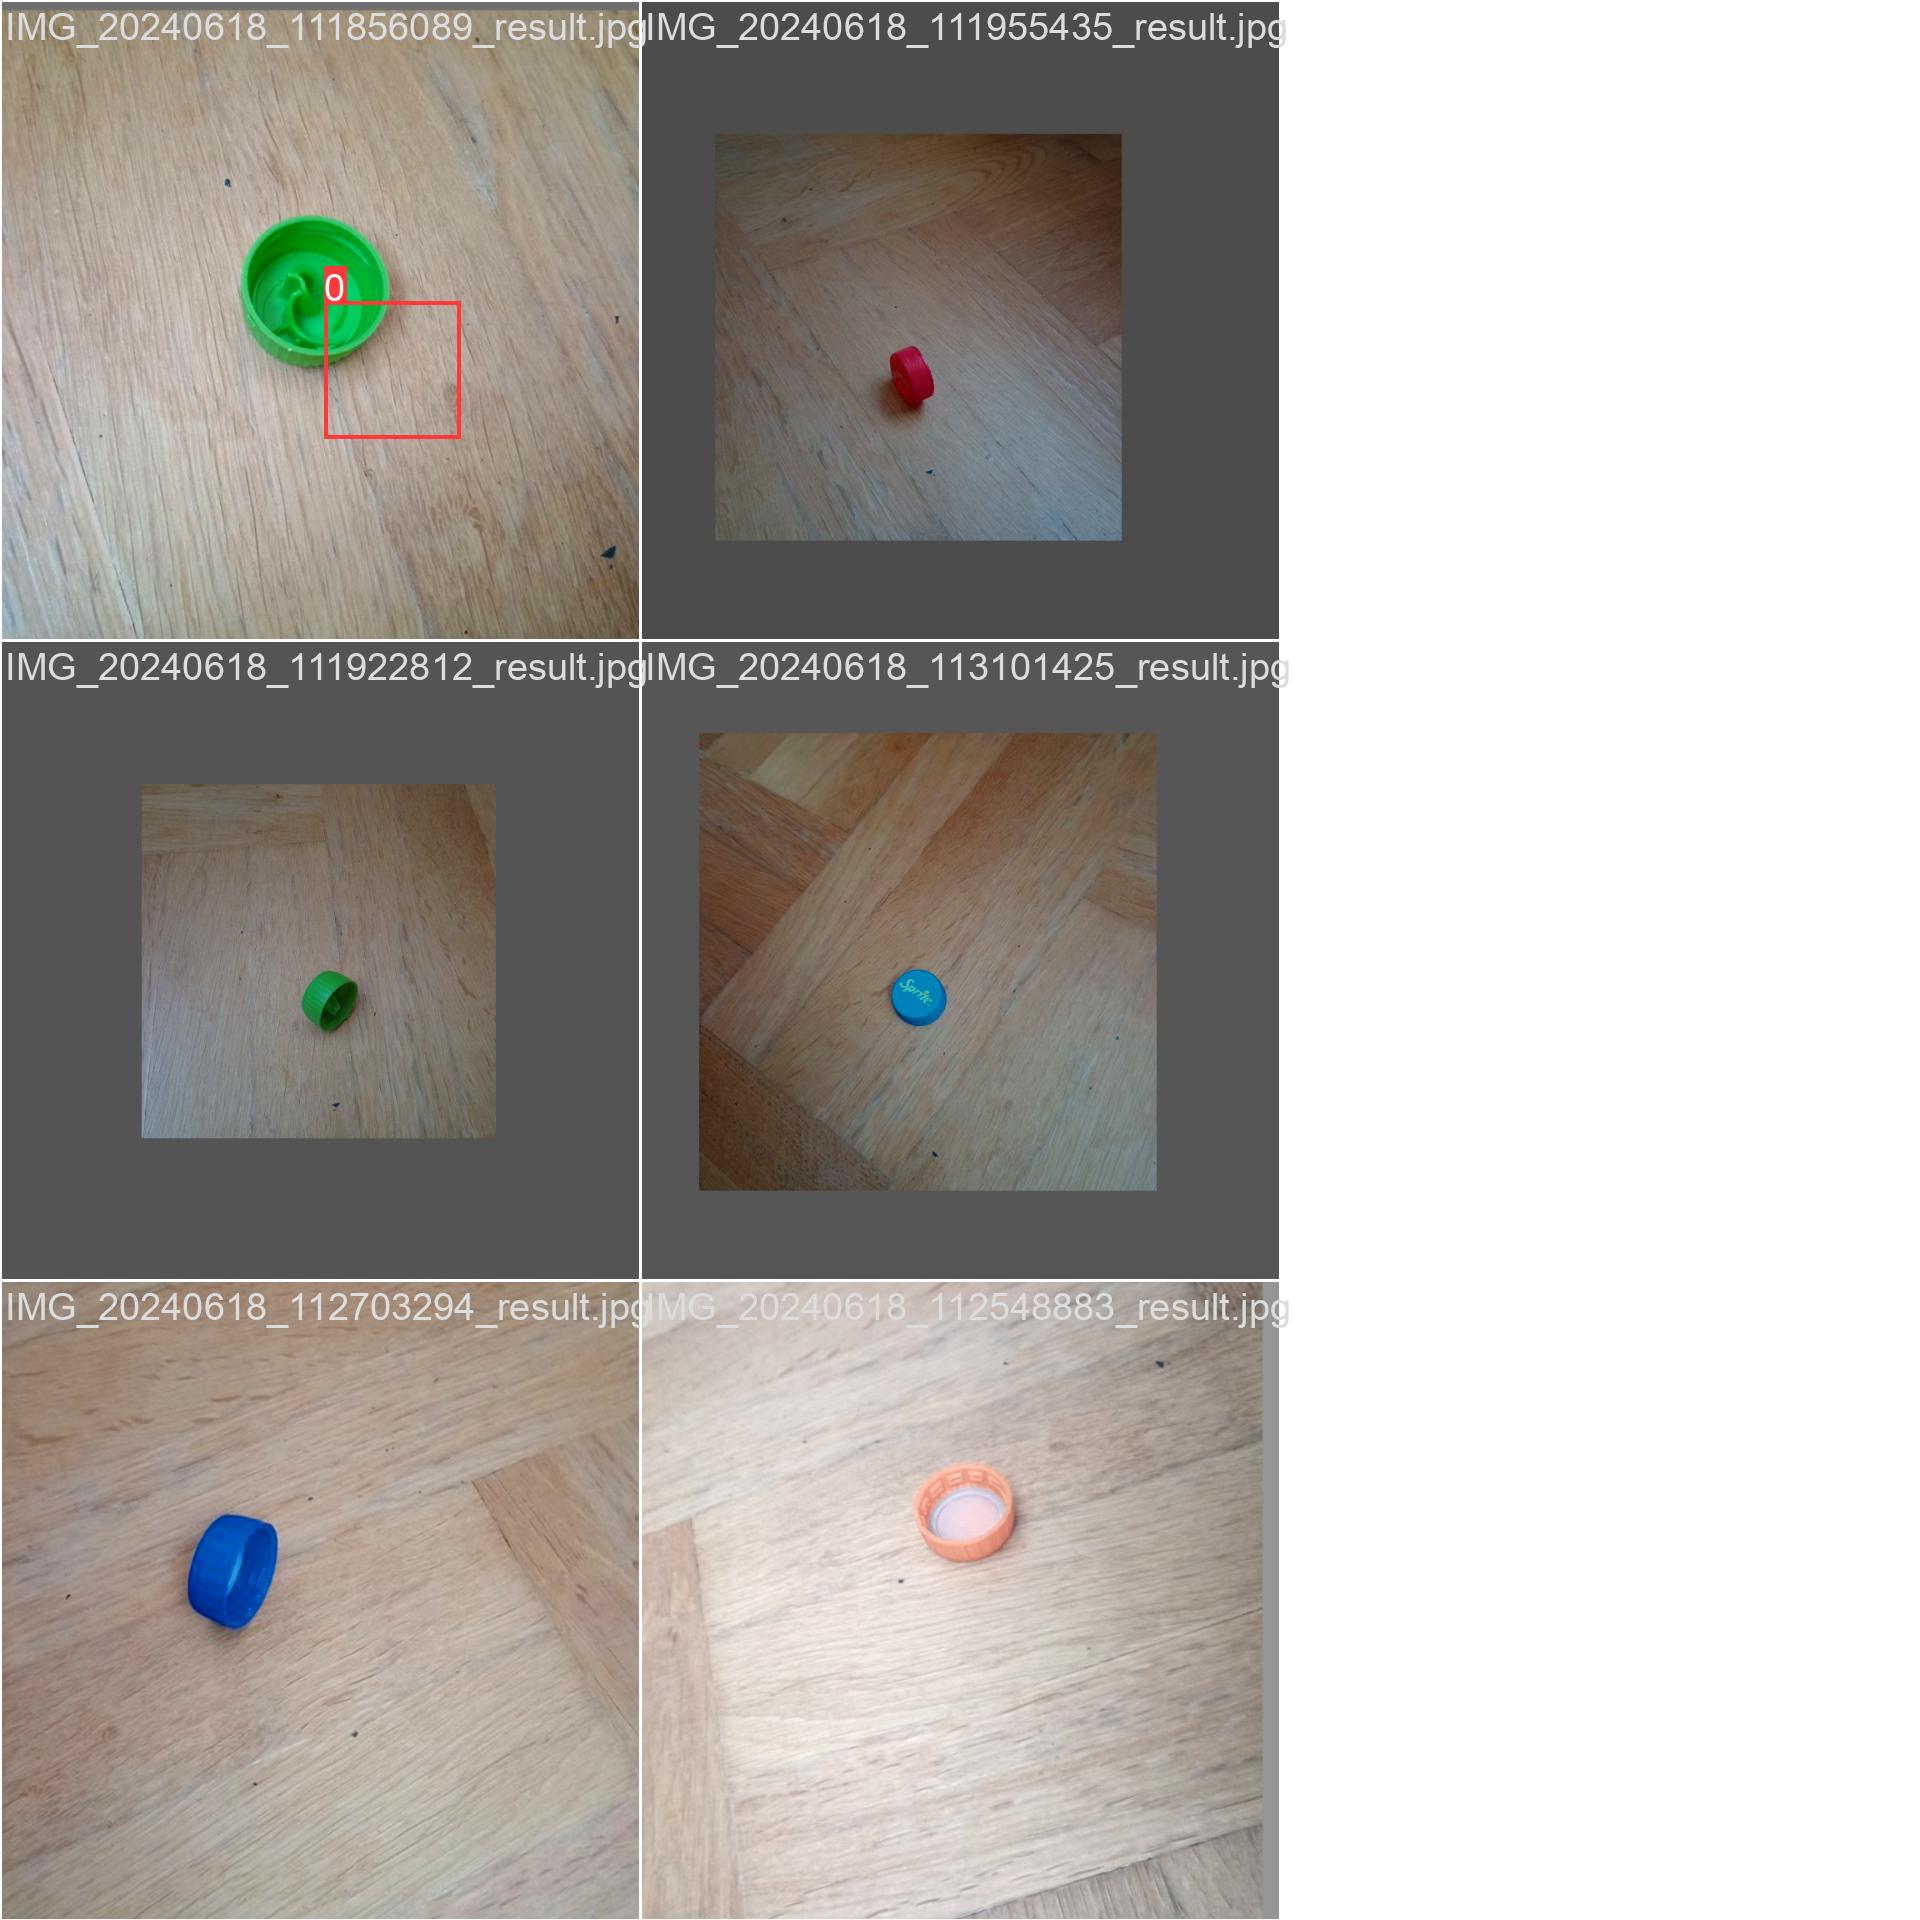 IMG_20240618_111856089_result.jpg
IMG_20240618_111955435_result.jpg
0
IMG_20240618_111922812_result.jpg
IMG_20240618_113101425_result.jpg
Sprite
IMG_20240618_112703294_result.jpg
IMG_20240618_112548883_result.jpg